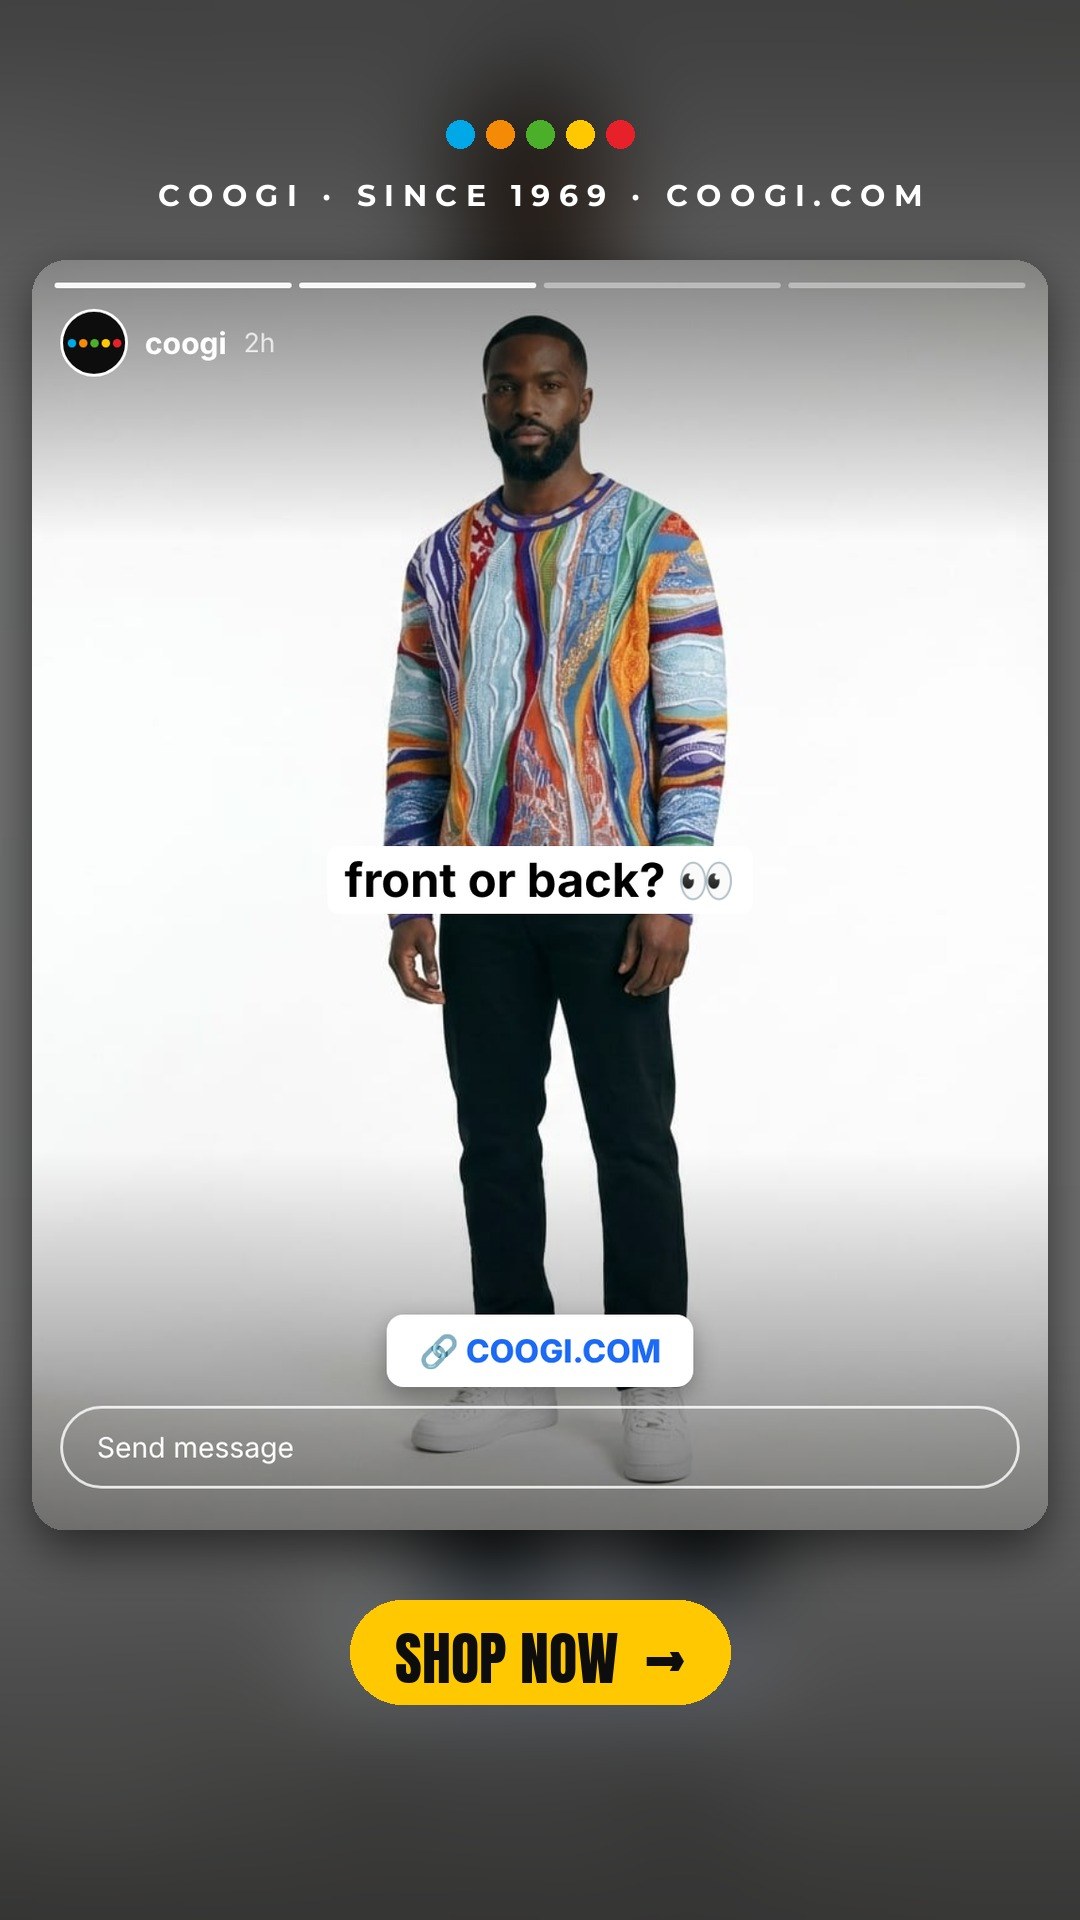 COOGI · SINCE 1969 · COOGI.COM
coogi 2h
front or back? 👀
🔗 COOGI.COM
Send message
SHOP NOW →